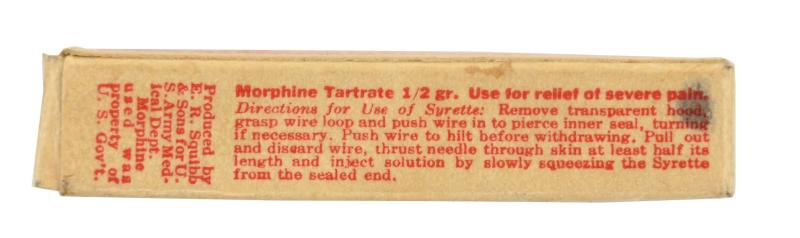 Morphine Tartrate 1/2 gr. Use for relief of severe pain.
Directions for Use of Syrette: Remove transparent hood,
grasp wire loop and push wire in to pierce inner seal, turning
if necessary. Push wire to hilt before withdrawing. Pull out
and discard wire, thrust needle through skin at least half its
length and inject solution by slowly squeezing the Syrette
from the sealed end.
Produced by
E. R. Squibb
& Sons for U.
S. Army Med-
ical Dept.
Morphine
used was
property of
U. S. Gov't.